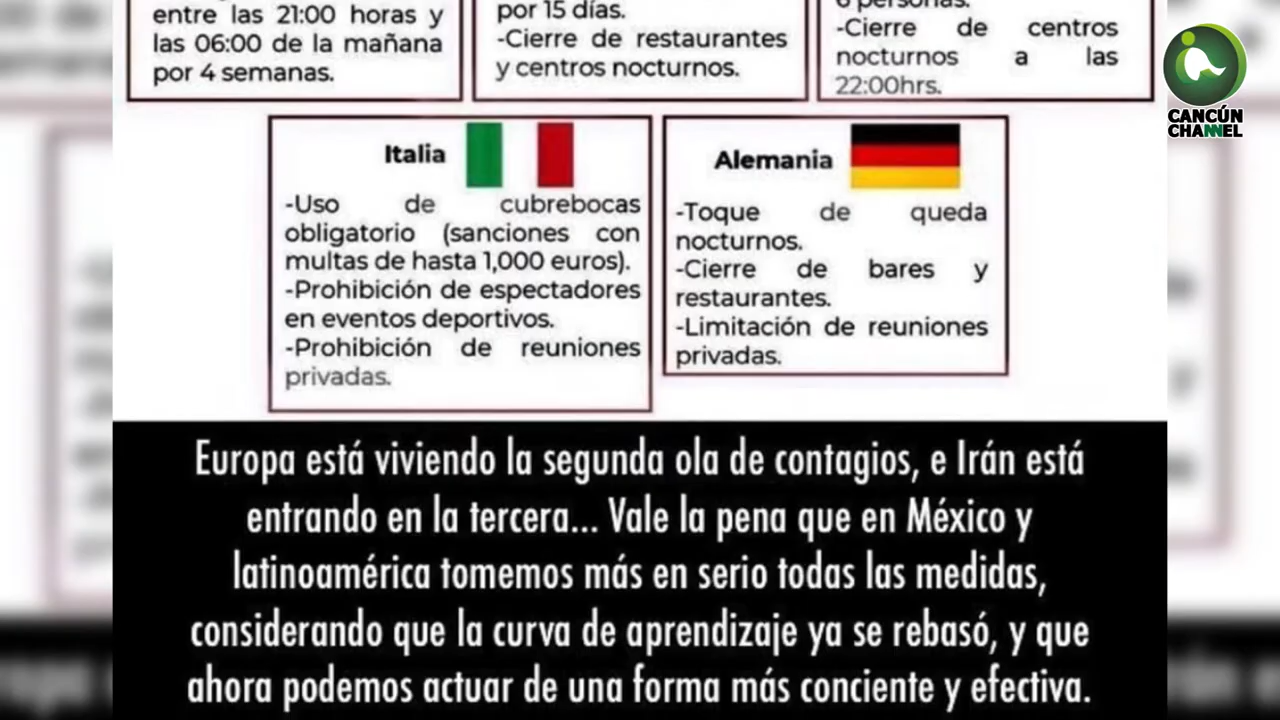 entre las 21:00 horas y
las 06:00 de la mañana
por 4 semanas.
por 15 días.
-Cierre de restaurantes
y centros nocturnos.
6 personas.
-Cierre de centros
nocturnos a las
22:00hrs.
CANCÚN
CHANNEL
Italia
-Uso de cubrebocas
obligatorio (sanciones con
multas de hasta 1,000 euros).
-Prohibición de espectadores
en eventos deportivos.
-Prohibición de reuniones
privadas.
Alemania
-Toque de queda
nocturnos.
-Cierre de bares y
restaurantes.
-Limitación de reuniones
privadas.
Europa está viviendo la segunda ola de contagios, e Irán está
entrando en la tercera... Vale la pena que en México y
latinoamérica tomemos más en serio todas las medidas,
considerando que la curva de aprendizaje ya se rebasó, y que
ahora podemos actuar de una forma más conciente y efectiva.